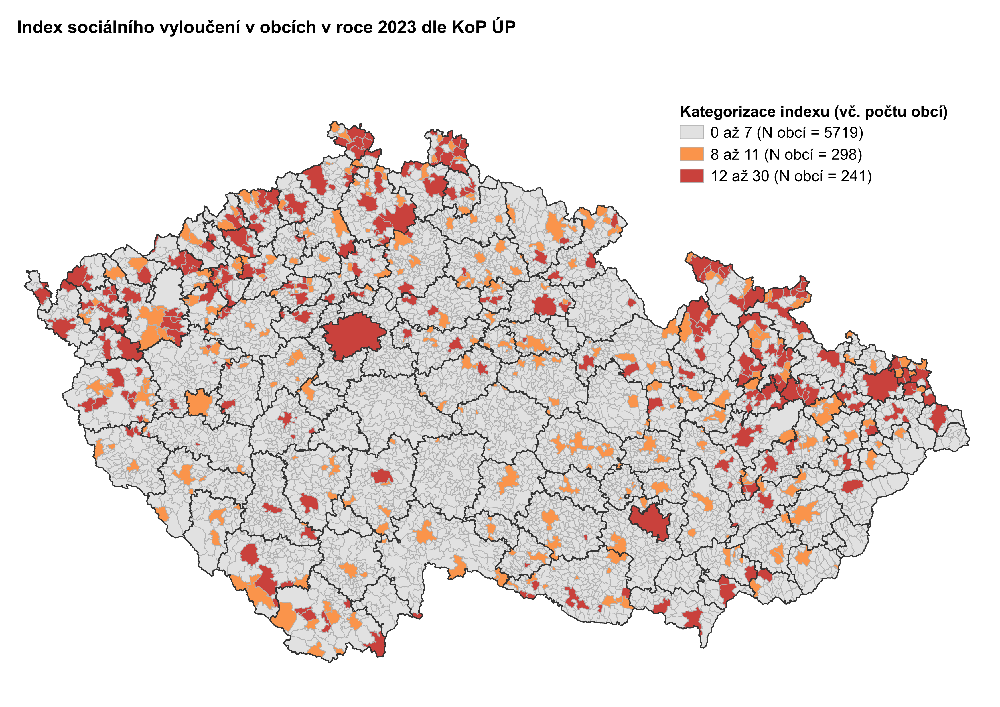 Index sociálního vyloučení v obcích v roce 2023 dle KoP ÚP
Kategorizace indexu (vč. počtu obcí)
0 až 7 (N obcí = 5719)
8 až 11 (N obcí = 298)
12 až 30 (N obcí = 241)